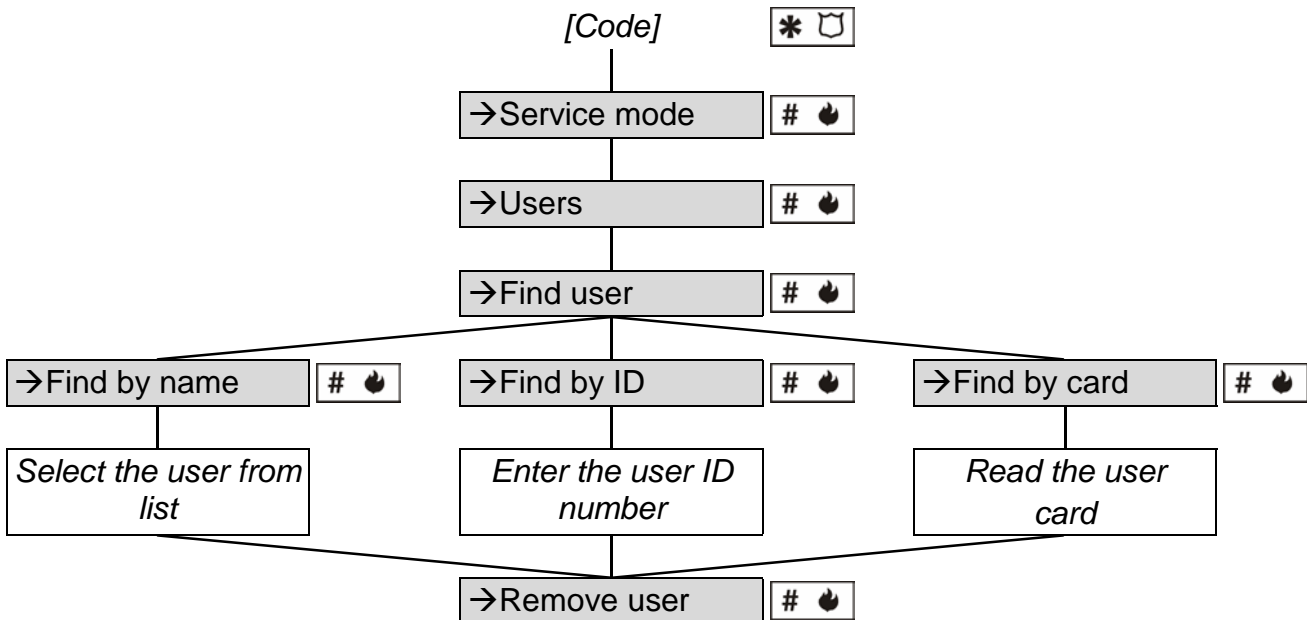 [Code] *
→Service mode #
→Users #
→Find user #
→Find by name # →Find by ID # →Find by card #
Select the user from Enter the user ID Read the user
list number card
→Remove user #